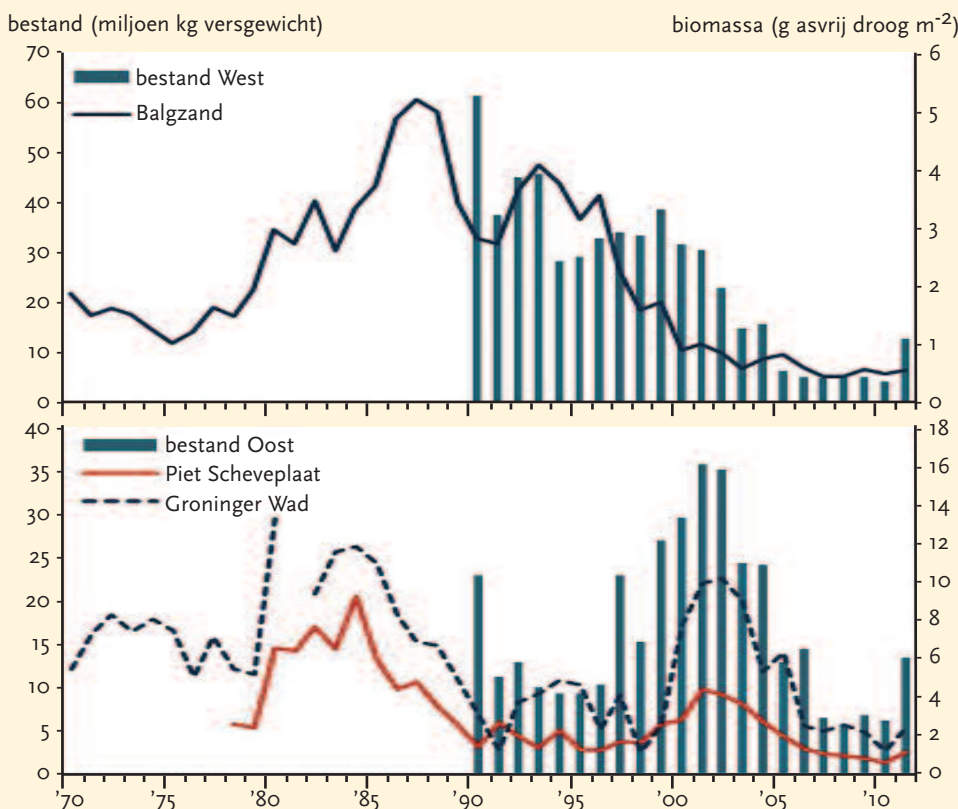 bestand (miljoen kg versgewicht) biomassa (g asvrij droog m⁻²)
70 6
bestand West
60 Balgzand 5
50
4
40
3
30
2
20
10 1
0 0
40 18
bestand Oost
35 Piet Scheveplaat 16
30 Groninger Wad 14
25 12
20 10
8
15
6
10
4
5 2
0 0
'70 '75 '80 '85 '90 '95 '00 '05 '10